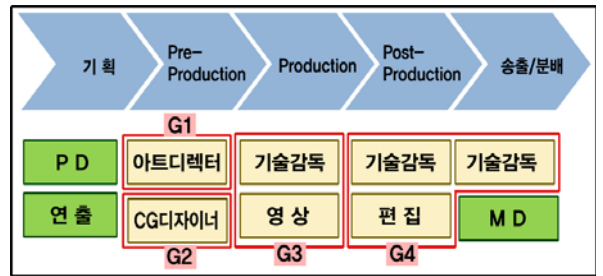 기 획
Pre-
Production
Production
Post-
Production
송출/분배
G1
P D
아트디렉터
기술감독
기술감독
기술감독
연 출
CG디자이너
영 상
편 집
M D
G2
G3
G4